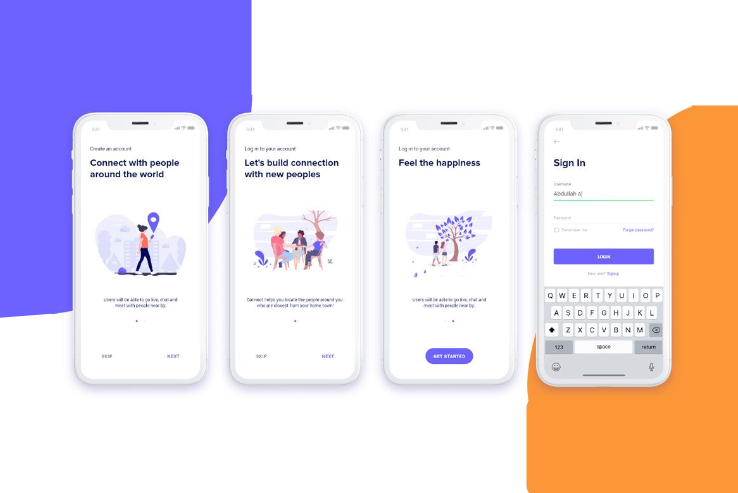 9:41
Create an account
Connect with people
around the world
Users will be able to go live, chat and
meet with people near by.
SKIP
NEXT
9:41
Log in to your account
Let's build connection
with new peoples
Connect helps you locate the people around you
who are closest from your home town!
SKIP
NEXT
9:41
Log in to your account
Feel the happiness
Users will be able to go live, chat and
meet with people near by.
GET STARTED
9:41
Sign In
Username
Abdullah a
Password
Remember me
Forgot password?
LOGIN
New user? Signup
Q W E R T Y U I O P
A S D F G H J K L
Z X C V B N M
123
space
return